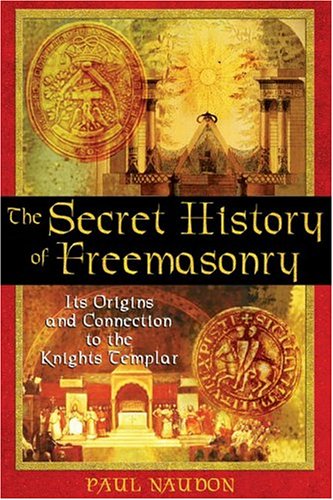 The Secret History
of Freemasonry
Its Origins
and Connection
to the
Knights Templar
PAUL NAUDON